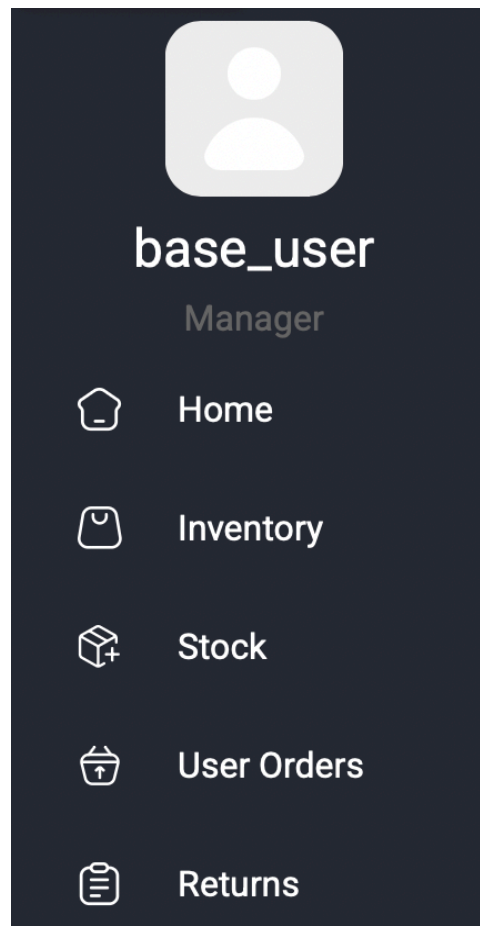 base_user
Manager
Home
Inventory
Stock
User Orders
Returns